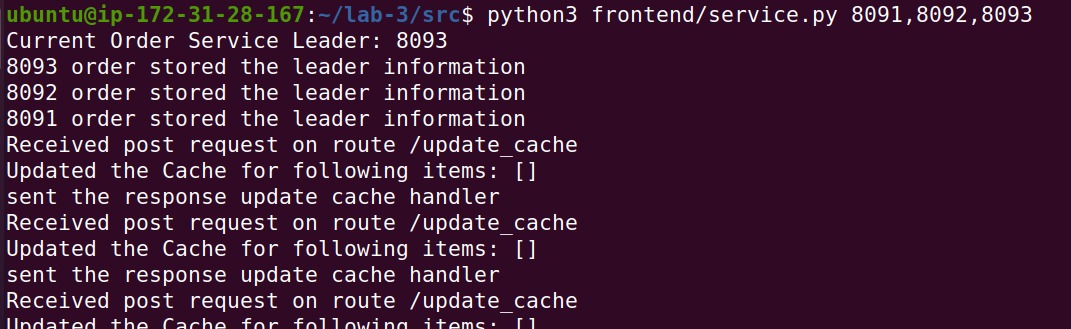 ubuntu@ip-172-31-28-167:~/lab-3/src$ python3 frontend/service.py 8091,8092,8093
Current Order Service Leader: 8093
8093 order stored the leader information
8092 order stored the leader information
8091 order stored the leader information
Received post request on route /update_cache
Updated the Cache for following items: []
sent the response update cache handler
Received post request on route /update_cache
Updated the Cache for following items: []
sent the response update cache handler
Received post request on route /update_cache
Updated the Cache for following items: []